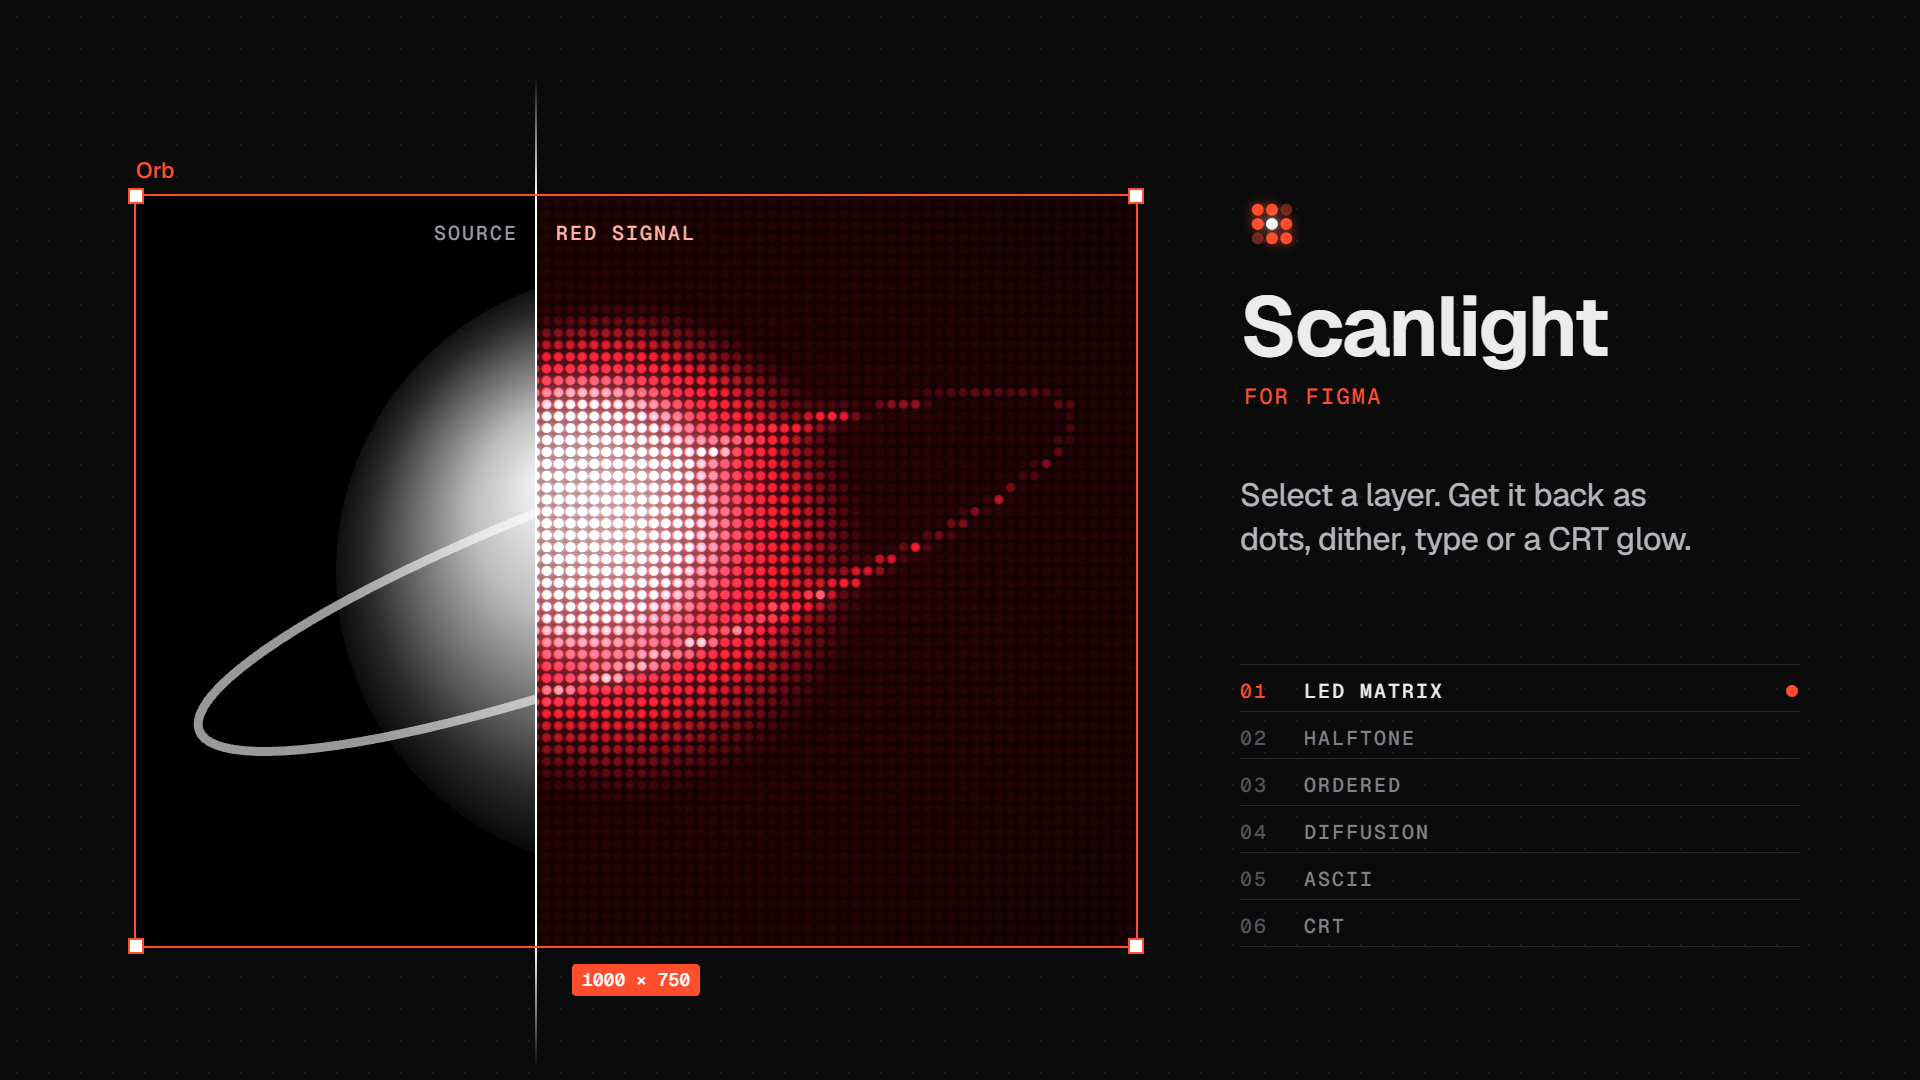 Orb
SOURCE
RED SIGNAL
1000 × 750
Scanlight
FOR FIGMA
Select a layer. Get it back as
dots, dither, type or a CRT glow.
01 LED MATRIX
02 HALFTONE
03 ORDERED
04 DIFFUSION
05 ASCII
06 CRT